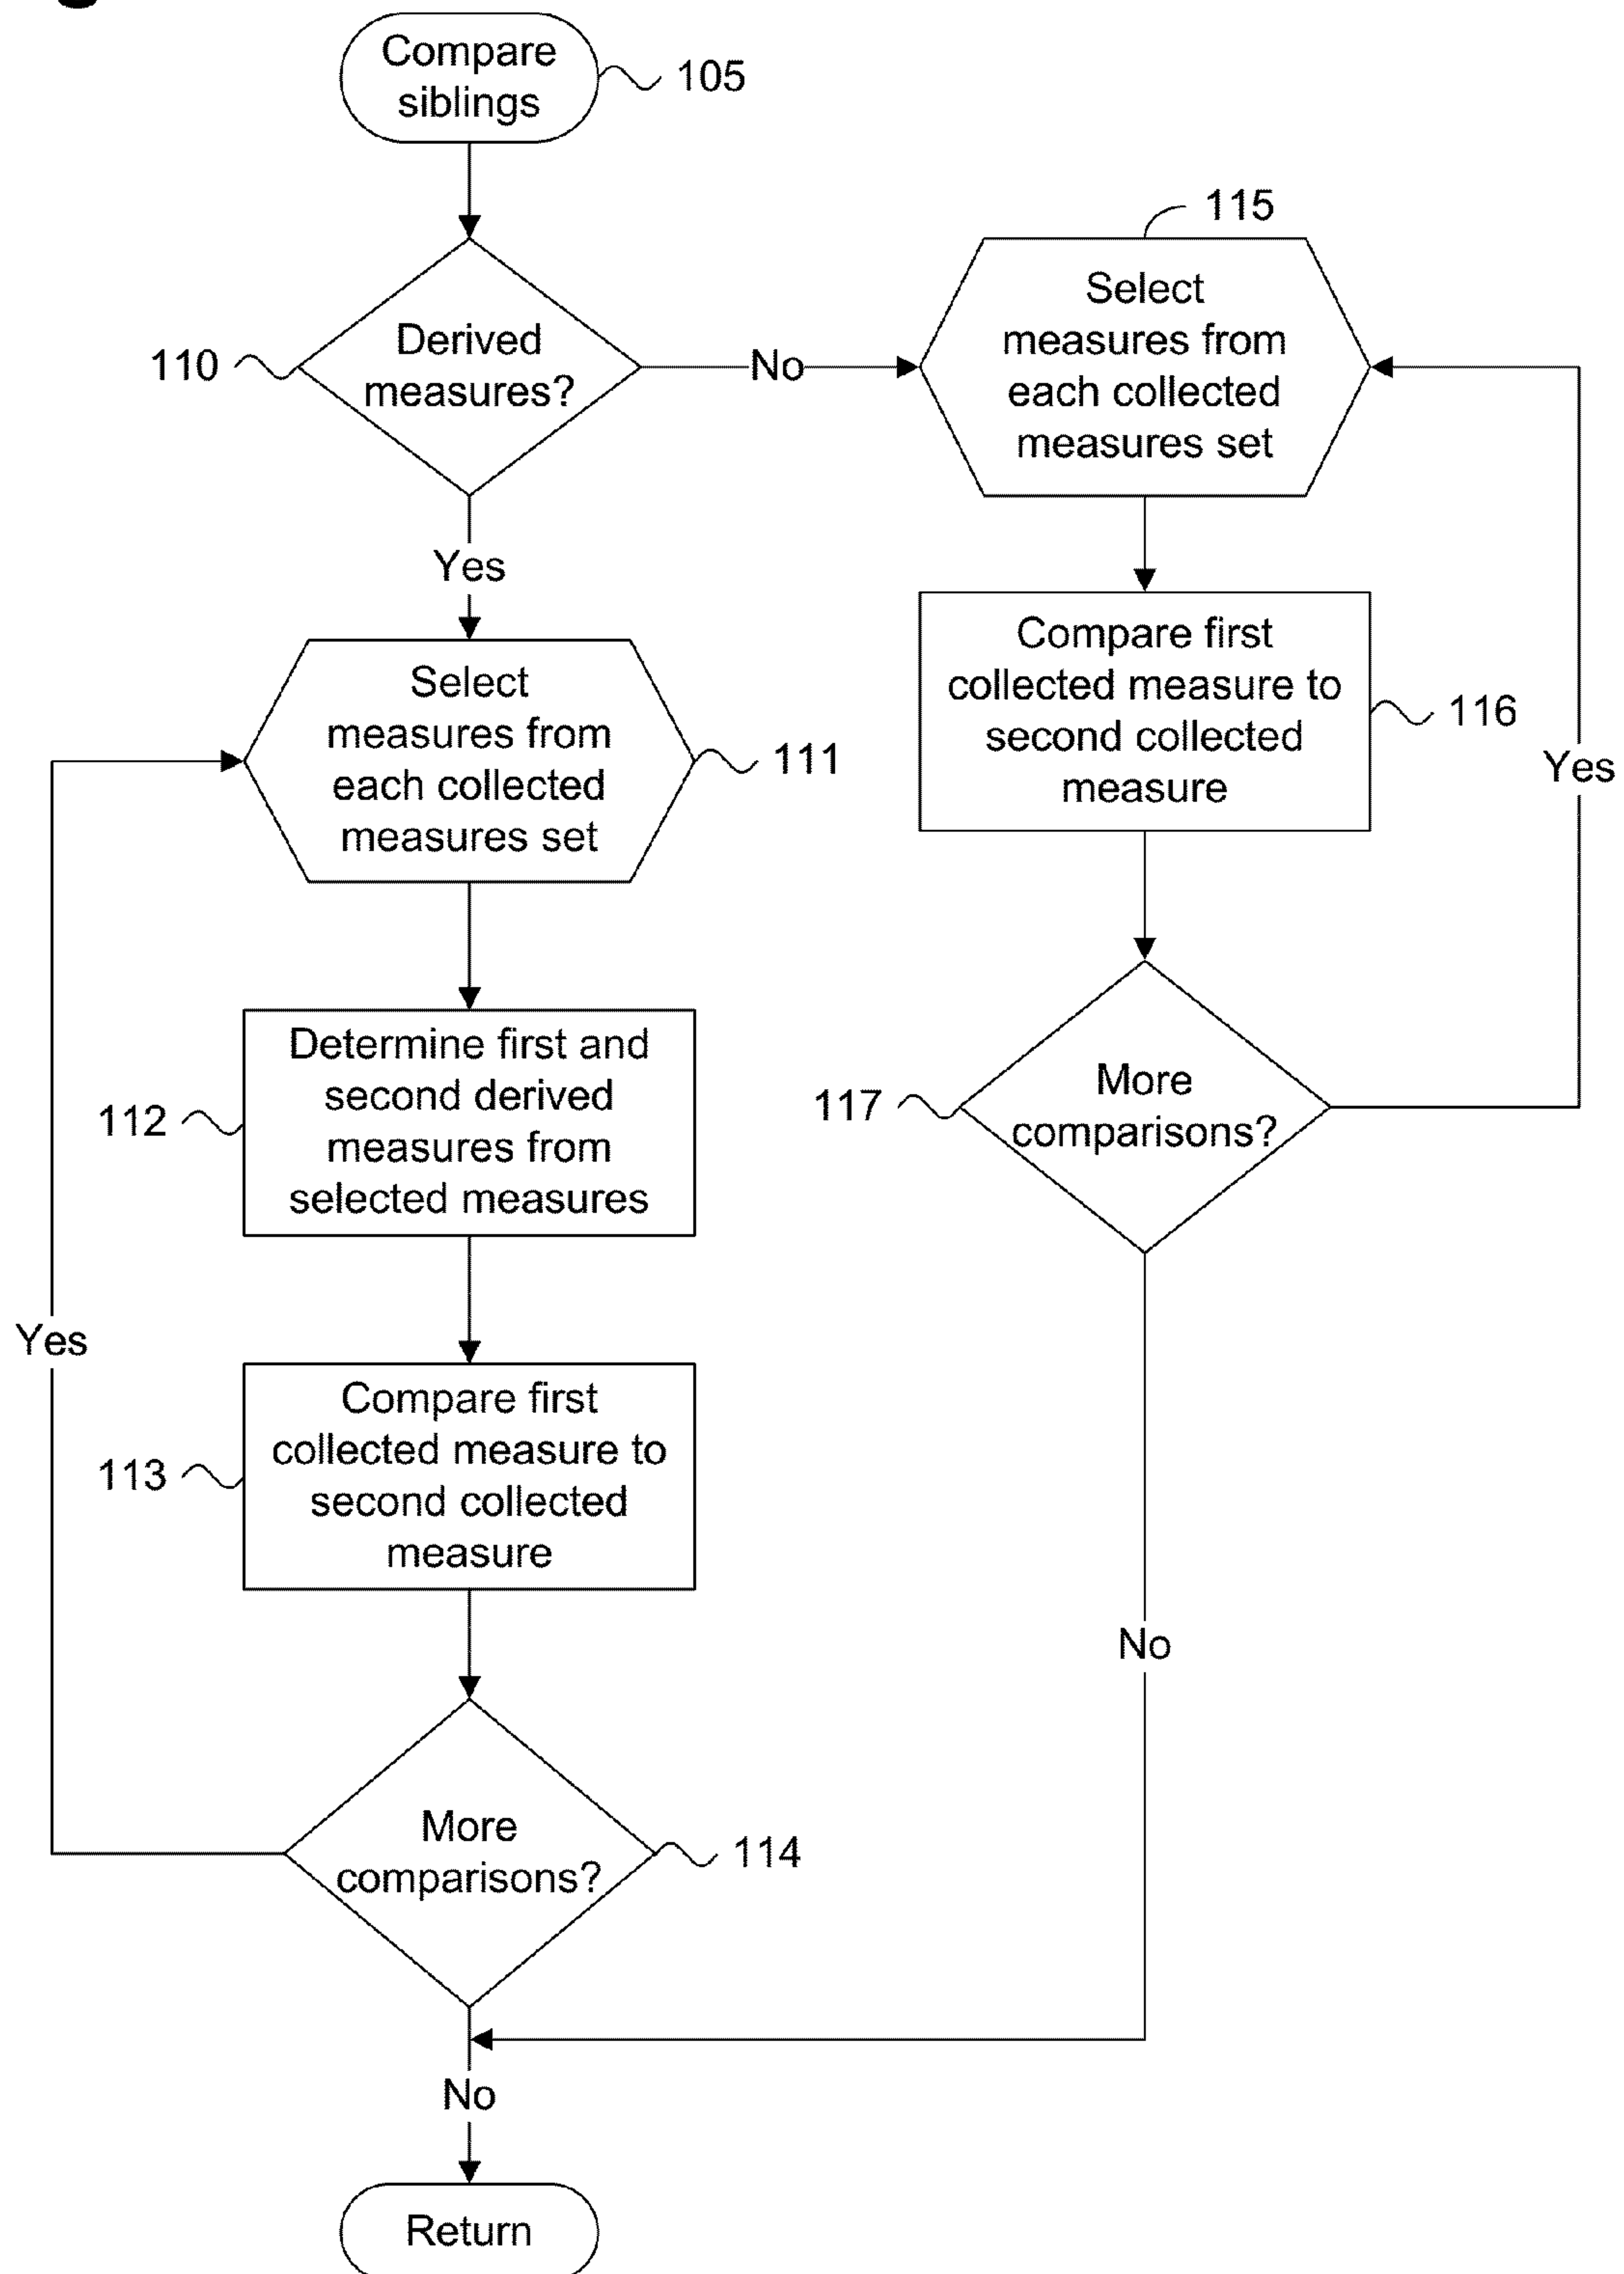 Compare
siblings
105
110
Derived
measures?
No
115
Select
measures from
each collected
measures set
Yes
Select
measures from
each collected
measures set
111
Compare first
collected measure to
second collected
measure
116
Yes
Determine first and
second derived
measures from
selected measures
112
117
More
comparisons?
Yes
113
Compare first
collected measure to
second collected
measure
No
More
comparisons?
114
No
Return